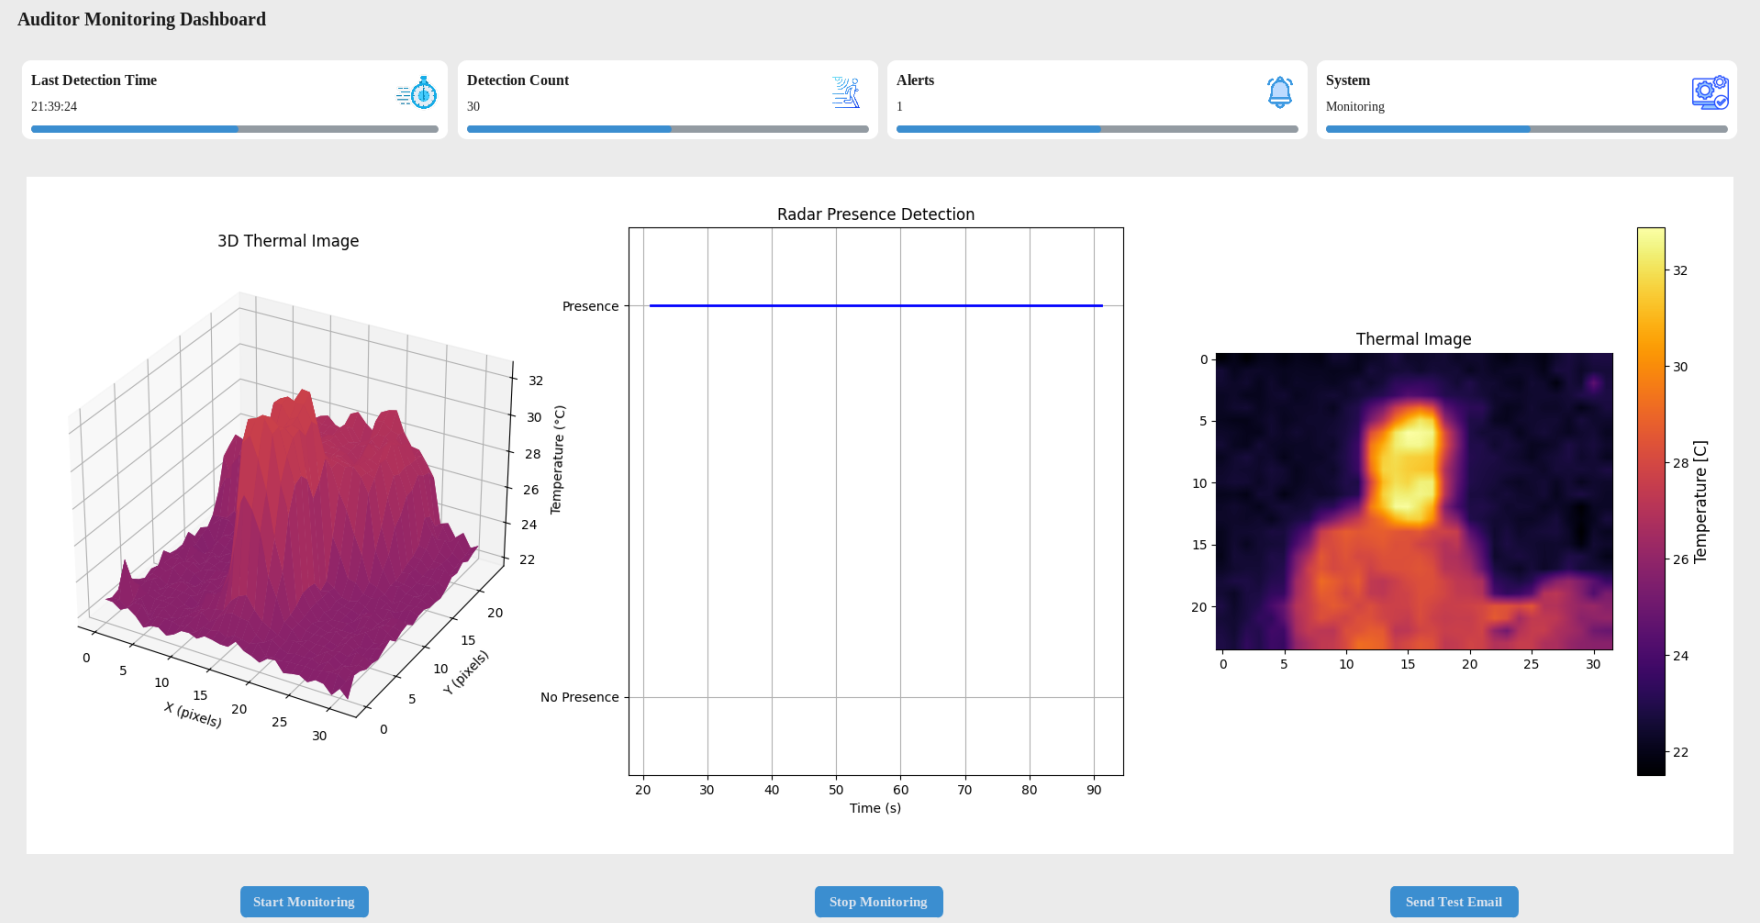 Auditor Monitoring Dashboard
Last Detection Time
21:39:24
Detection Count
30
Alerts
1
System
Monitoring
3D Thermal Image
32
30
28
26
24
22
Temperature (°C)
0
5
10
15
20
25
30
X (pixels)
0
5
10
15
20
Y (pixels)
Radar Presence Detection
Presence
No Presence
20 30 40 50 60 70 80 90
Time (s)
Thermal Image
0
5
10
15
20
0 5 10 15 20 25 30
32
30
28
26
24
22
Temperature [C]
Start Monitoring
Stop Monitoring
Send Test Email